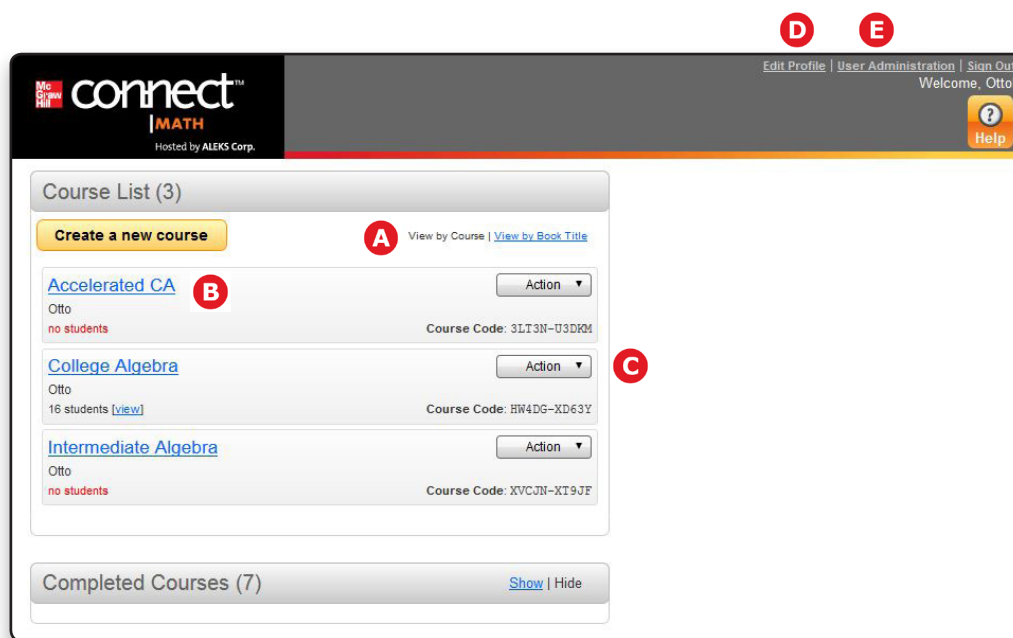 D E
Edit Profile | User Administration | Sign Out
Welcome, Otto
Mc Graw Hill connect™
|MATH
Hosted by ALEKS Corp.
? Help
Course List (3)
Create a new course
A View by Course | View by Book Title
Accelerated CA B Action ▼
Otto
no students Course Code: 3LT3N-U3DKM
College Algebra Action ▼ C
Otto
16 students [view] Course Code: HW4DG-XD63Y
Intermediate Algebra Action ▼
Otto
no students Course Code: XVCJN-XT9JF
Completed Courses (7) Show | Hide